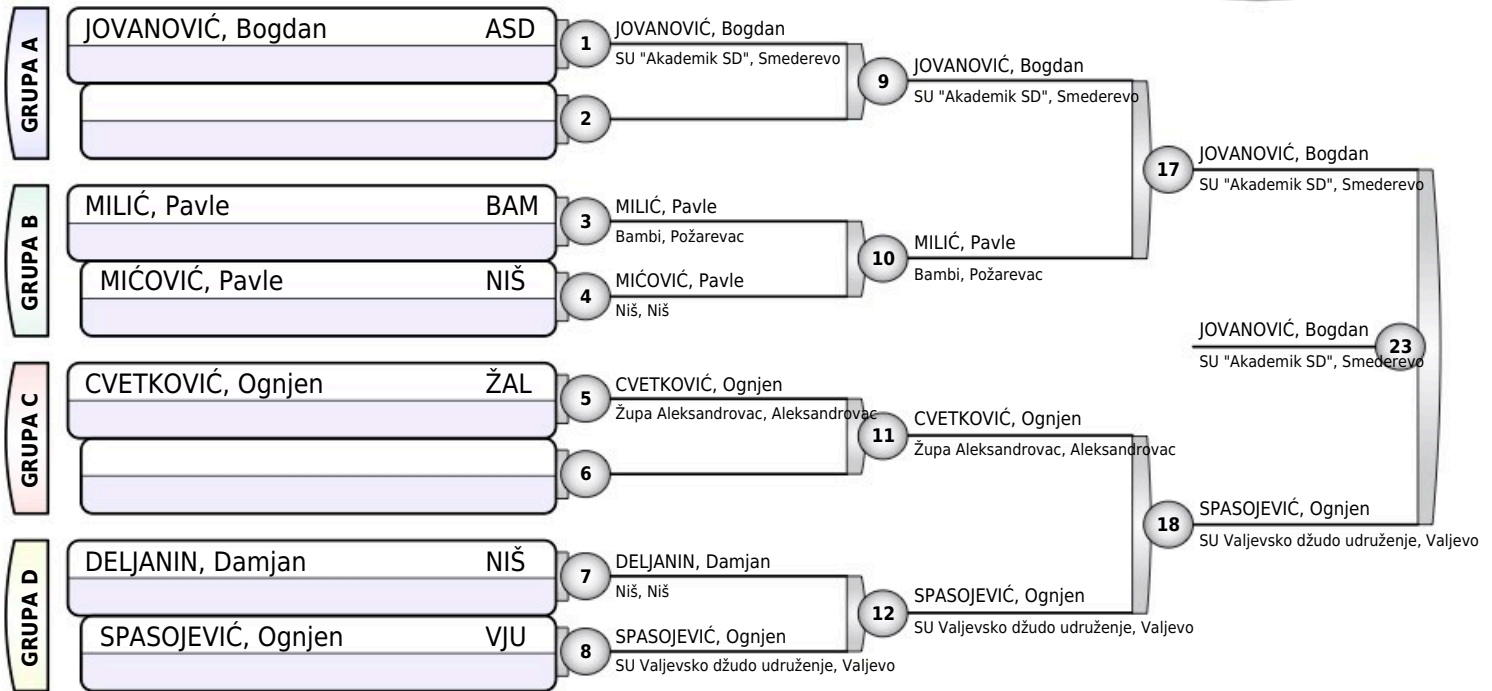 GRUPA A
JOVANOVIĆ, Bogdan ASD
1
JOVANOVIĆ, Bogdan
SU "Akademik SD", Smederevo
2
9
JOVANOVIĆ, Bogdan
SU "Akademik SD", Smederevo
GRUPA B
MILIĆ, Pavle BAM
3
MILIĆ, Pavle
Bambi, Požarevac
MIĆOVIĆ, Pavle NIŠ
4
MIĆOVIĆ, Pavle
Niš, Niš
10
MILIĆ, Pavle
Bambi, Požarevac
17
JOVANOVIĆ, Bogdan
SU "Akademik SD", Smederevo
GRUPA C
CVETKOVIĆ, Ognjen ŽAL
5
CVETKOVIĆ, Ognjen
Župa Aleksandrovac, Aleksandrovac
6
11
CVETKOVIĆ, Ognjen
Župa Aleksandrovac, Aleksandrovac
GRUPA D
DELJANIN, Damjan NIŠ
7
DELJANIN, Damjan
Niš, Niš
SPASOJEVIĆ, Ognjen VJU
8
SPASOJEVIĆ, Ognjen
SU Valjevsko džudo udruženje, Valjevo
12
SPASOJEVIĆ, Ognjen
SU Valjevsko džudo udruženje, Valjevo
18
SPASOJEVIĆ, Ognjen
SU Valjevsko džudo udruženje, Valjevo
JOVANOVIĆ, Bogdan
SU "Akademik SD", Smederevo
23